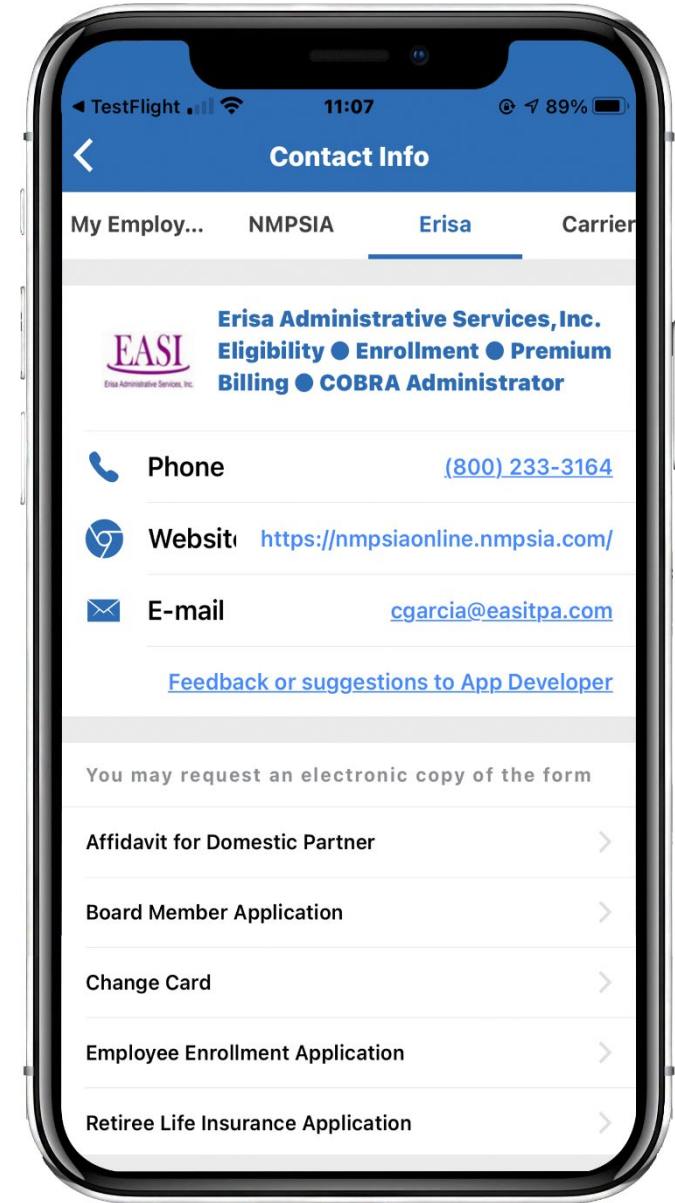 ◀ TestFlight 11:07 89%
Contact Info
My Employ... NMPSIA Erisa Carrier
EASI
Erisa Administrative Services, Inc.
Erisa Administrative Services,Inc.
Eligibility ● Enrollment ● Premium
Billing ● COBRA Administrator
Phone (800) 233-3164
Website https://nmpsiaonline.nmpsia.com/
E-mail cgarcia@easitpa.com
Feedback or suggestions to App Developer
You may request an electronic copy of the form
Affidavit for Domestic Partner
Board Member Application
Change Card
Employee Enrollment Application
Retiree Life Insurance Application